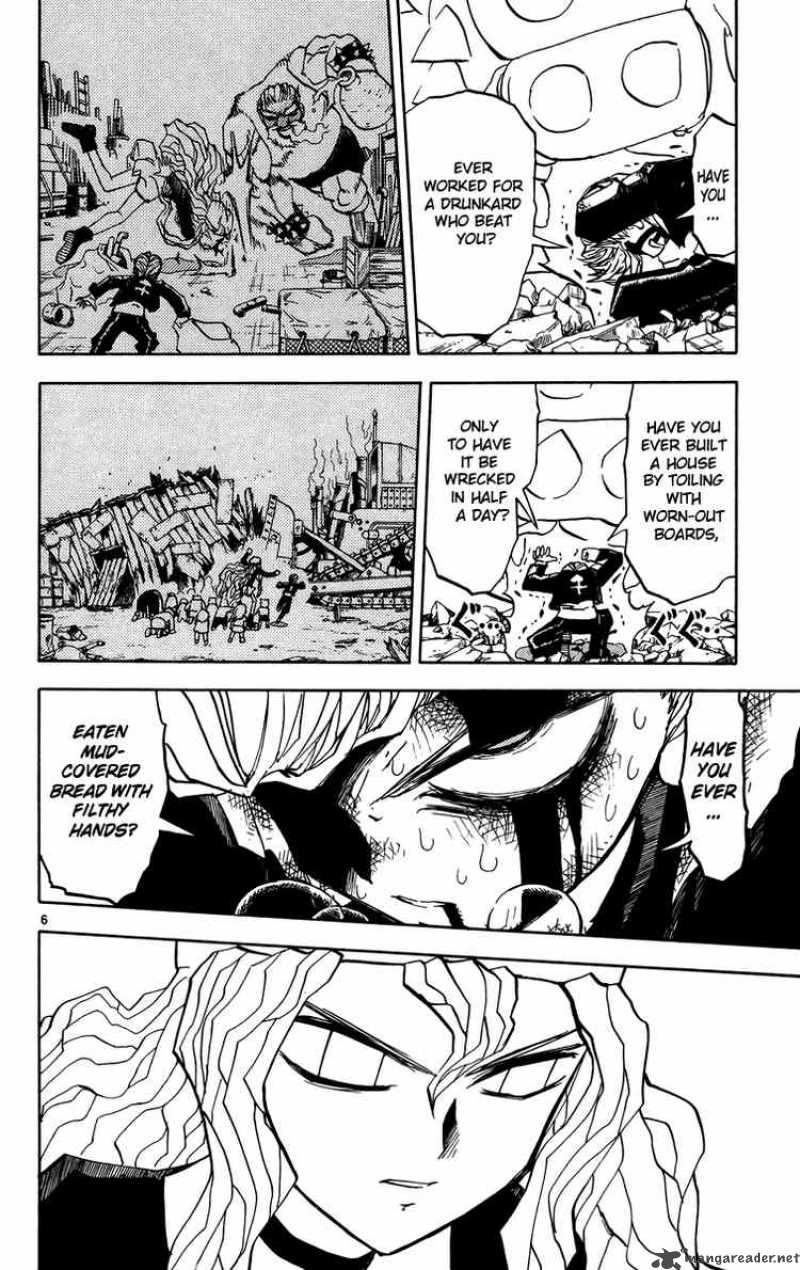 HAVE
YOU
...
EVER
WORKED FOR
A DRUNKARD
WHO BEAT
YOU?
HAVE YOU
EVER BUILT
A HOUSE
BY TOILING
WITH
WORN-OUT
BOARDS,
ONLY
TO HAVE
IT BE
WRECKED
IN HALF
A DAY?
HAVE
YOU
EVER
...
EATEN
MUD-
COVERED
BREAD WITH
FILTHY
HANDS?
6
mangareader.net